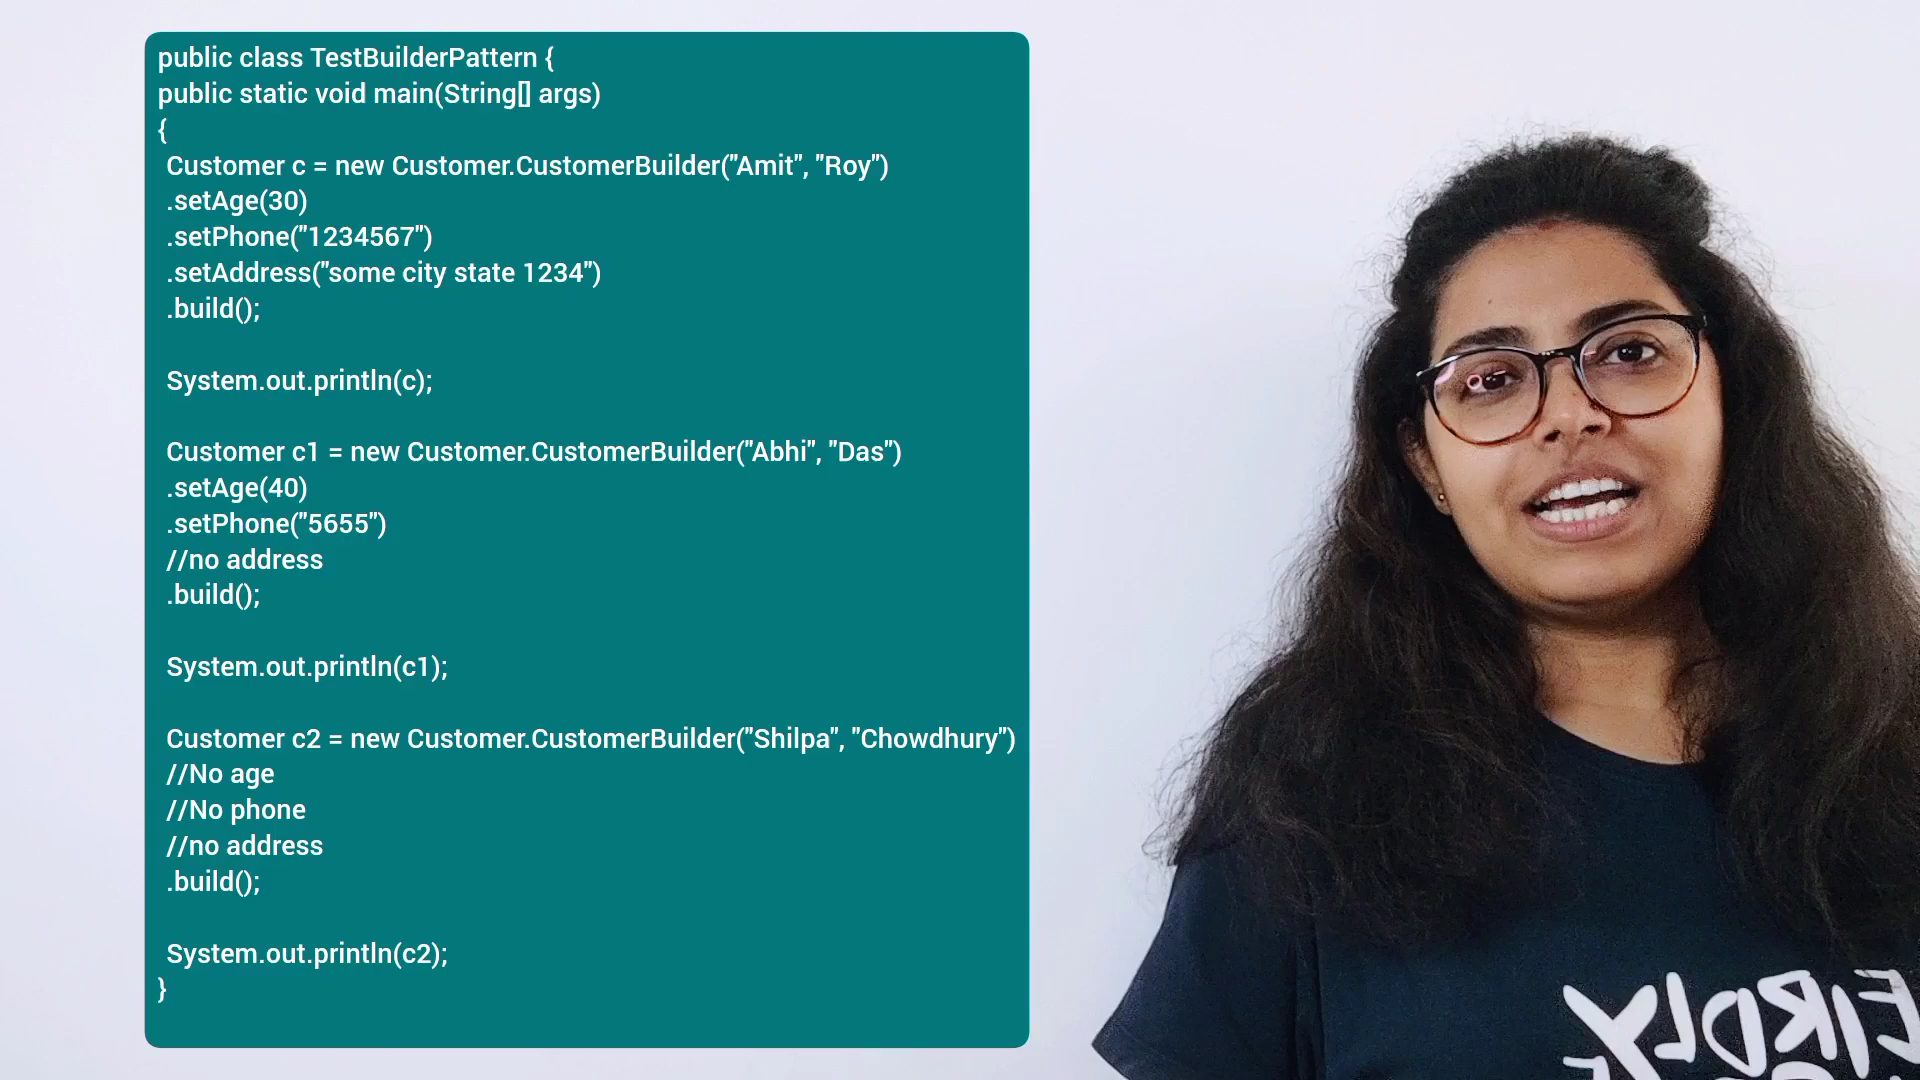 public class TestBuilderPattern {
public static void main(String[] args)
{
Customer c = new Customer.CustomerBuilder("Amit", "Roy")
.setAge(30)
.setPhone("1234567")
.setAddress("some city state 1234")
.build();
System.out.println(c);
Customer c1 = new Customer.CustomerBuilder("Abhi", "Das")
.setAge(40)
.setPhone("5655")
//no address
.build();
System.out.println(c1);
Customer c2 = new Customer.CustomerBuilder("Shilpa", "Chowdhury")
//No age
//No phone
//no address
.build();
System.out.println(c2);
}